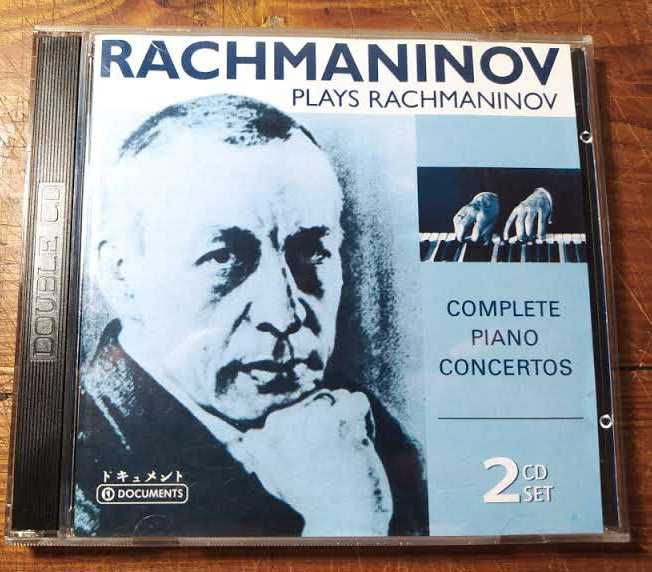 RACHMANINOV
PLAYS RACHMANINOV
COMPLETE
PIANO
CONCERTOS
2 CD
SET
ドキュメント
DOCUMENTS
DOUBLE CD